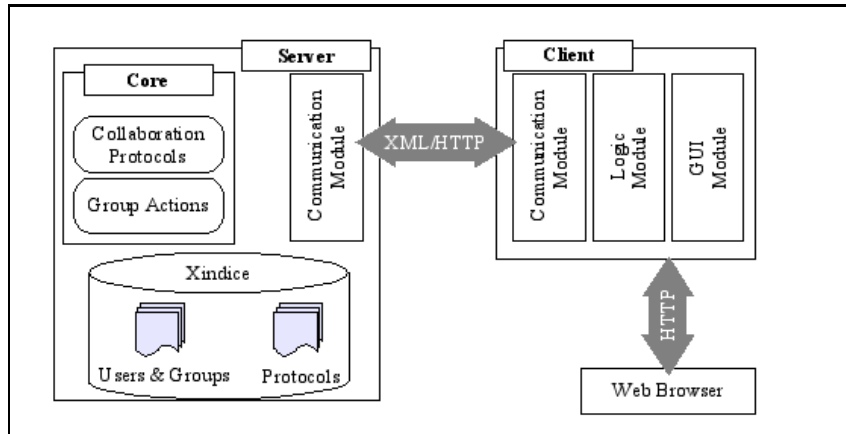 Server
Core
Collaboration
Protocols
Group Actions
Communication
Module
Xindice
Users & Groups
Protocols
XML/HTTP
Client
Communication
Module
Logic
Module
GUI
Module
HTTP
Web Browser